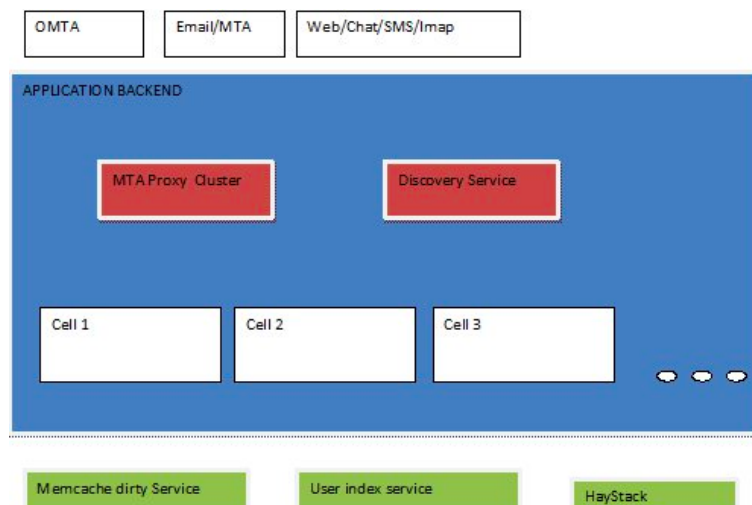 OMTA
Email/MTA
Web/Chat/SMS/Imap
APPLICATION BACKEND
MTA Proxy Cluster
Discovery Service
Cell 1
Cell 2
Cell 3
Memcache dirty Service
User index service
HayStack